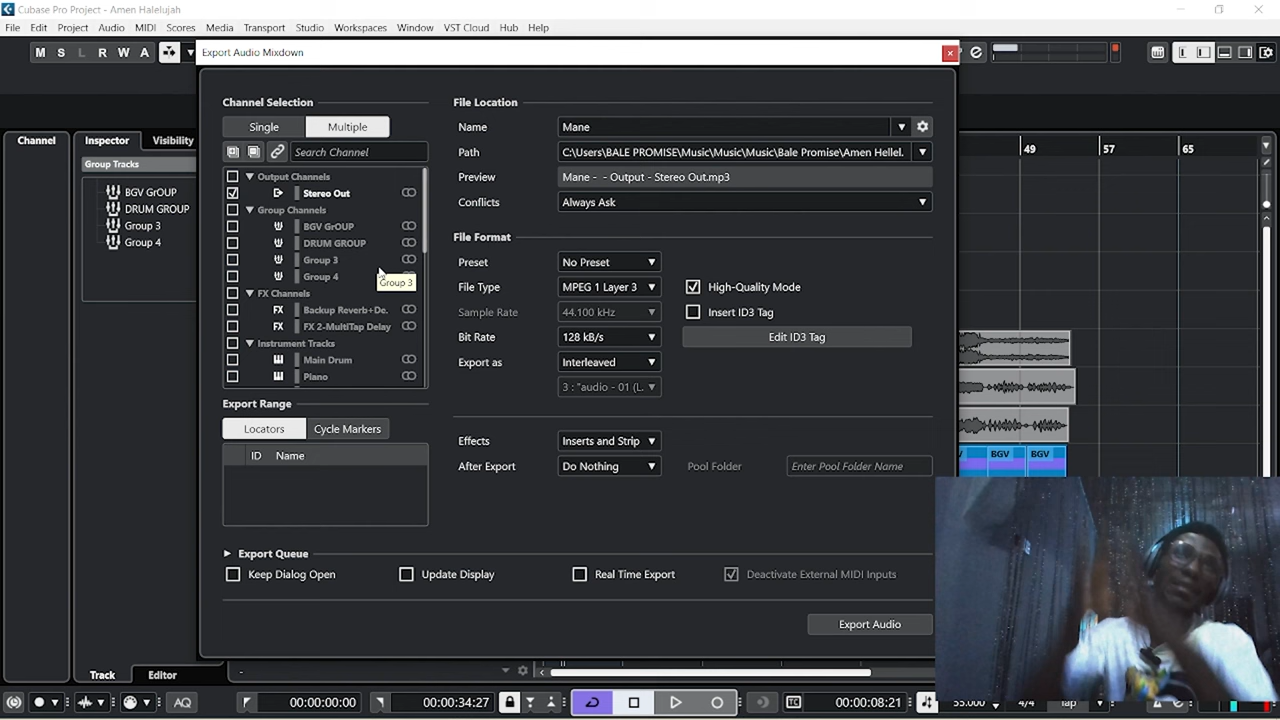 Cubase Pro Project - Amen Halelujah
File Edit Project Audio MIDI Scores Media Transport Studio Workspaces Window VST Cloud Hub Help
M S L R W A
Export Audio Mixdown
Channel Selection
Single Multiple
Search Channel
Output Channels
Stereo Out
Group Channels
BGV GrOUP
DRUM GROUP
Group 3
Group 4
Group 3
FX Channels
FX Backup Reverb+De.
FX FX 2-MultiTap Delay
Instrument Tracks
Main Drum
Piano
Export Range
Locators Cycle Markers
ID Name
File Location
Name Mane
Path C:\Users\BALE PROMISE\Music\Music\Music\Bale Promise\Amen Hellel.
Preview Mane - - Output - Stereo Out.mp3
Conflicts Always Ask
File Format
Preset No Preset
File Type MPEG 1 Layer 3 High-Quality Mode
Sample Rate 44.100 kHz Insert ID3 Tag
Bit Rate 128 kB/s Edit ID3 Tag
Export as Interleaved
3 : "audio - 01 (L.
Effects Inserts and Strip
After Export Do Nothing Pool Folder Enter Pool Folder Name
Export Queue
Keep Dialog Open Update Display Real Time Export Deactivate External MIDI Inputs
Export Audio
Channel Inspector Visibility
Group Tracks
BGV GrOUP
DRUM GROUP
Group 3
Group 4
49 57 65
BGV BGV
Track Editor
AQ 00:00:00:00 00:00:34:27 TC 00:00:08:21 55.000 4/4 Tap